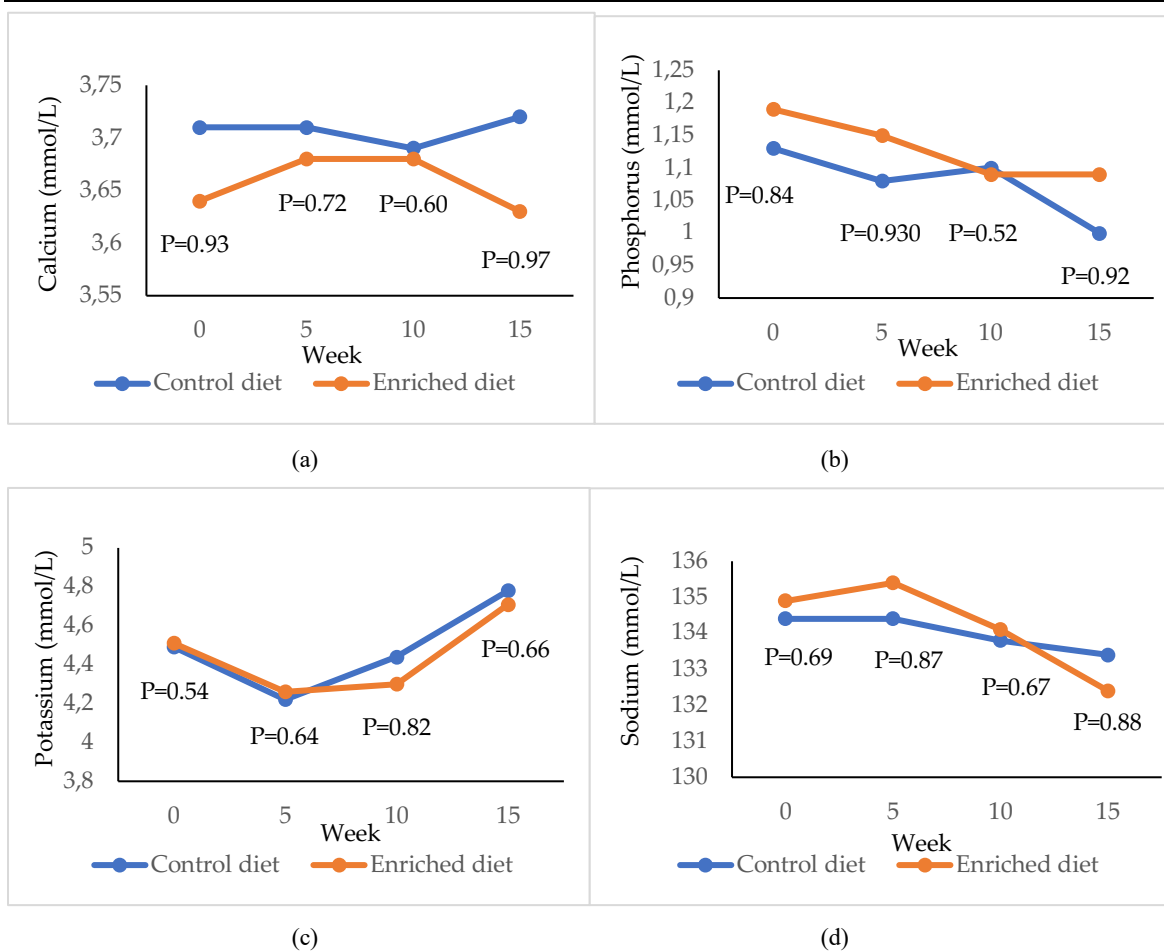 Calcium (mmol/L)
3,75
3,7
3,65
3,6
3,55
P=0.93
P=0.72
P=0.60
P=0.97
0 5 10 15
Week
Control diet Enriched diet
(a)
Phosphorus (mmol/L)
1,25
1,2
1,15
1,1
1,05
1
0,95
0,9
P=0.84
P=0.930
P=0.52
P=0.92
0 5 10 15
Week
Control diet Enriched diet
(b)
Potassium (mmol/L)
5
4,8
4,6
4,4
4,2
4
3,8
P=0.54
P=0.64
P=0.82
P=0.66
0 5 10 15
Week
Control diet Enriched diet
(c)
Sodium (mmol/L)
136
135
134
133
132
131
130
P=0.69
P=0.87
P=0.67
P=0.88
0 5 10 15
Week
Control diet Enriched diet
(d)